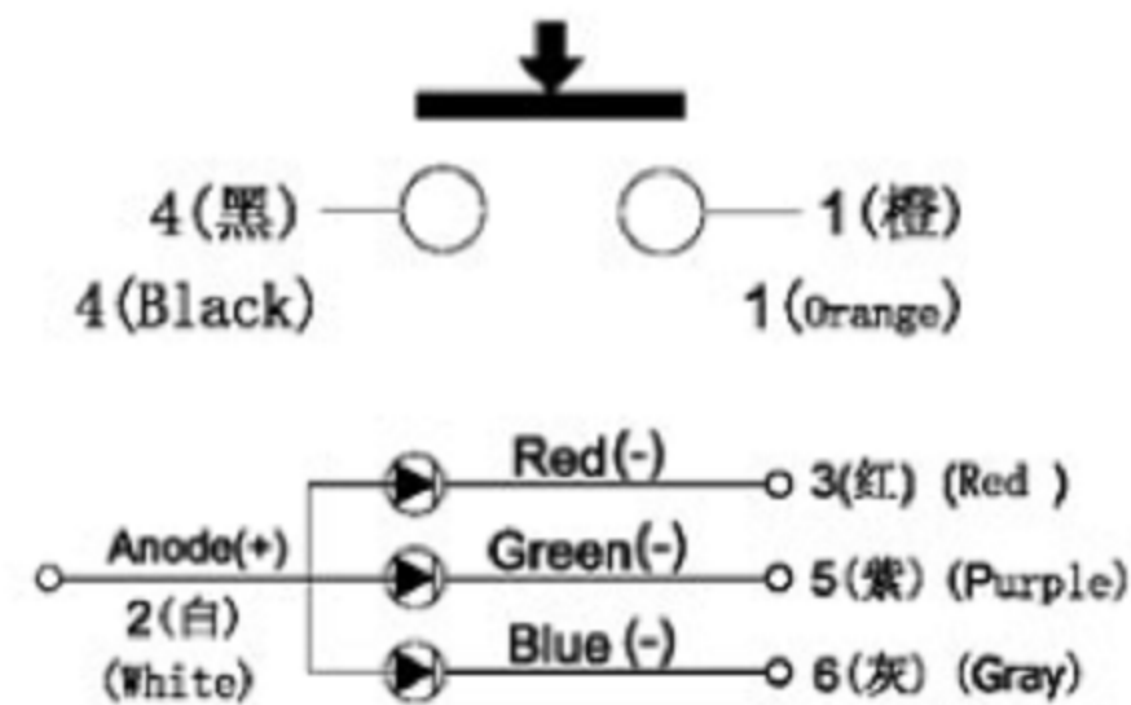 4(黑) 1(橙)
4(Black) 1(Orange)
Red(-) 3(红) (Red )
Anode(+) Green(-) 5(紫) (Purple)
2(白) Blue (-)
(White) 6(灰) (Gray)